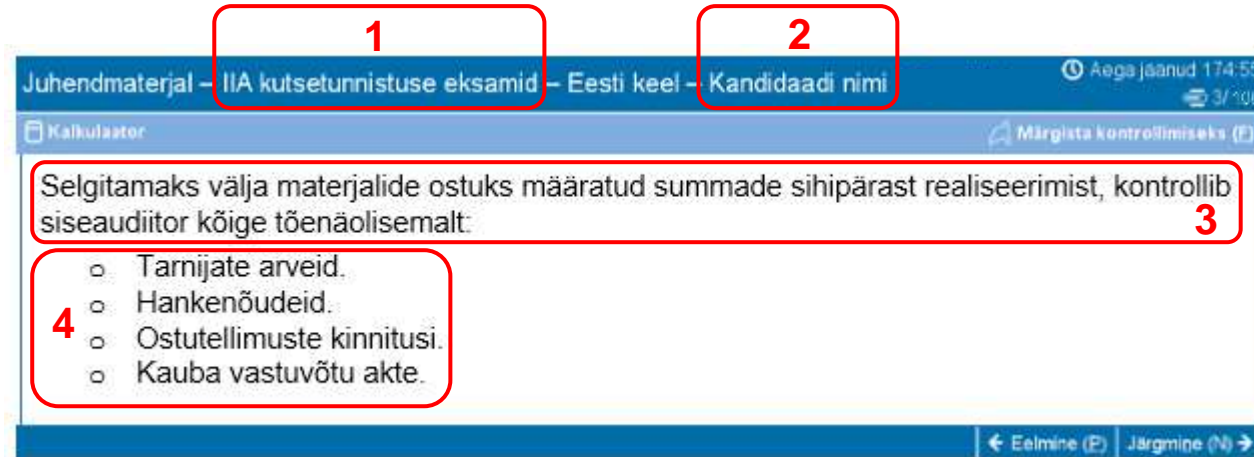 1 2
Juhendmaterjal – IIA kutsetunnistuse eksamid – Eesti keel – Kandidaadi nimi
Aega jäänud 174:55
3/100
Kalkulaator
Märgista kontrollimiseks (F)
Selgitamaks välja materjalide ostuks määratud summade sihipärast realiseerimist, kontrollib
siseaudiitor kõige tõenäolisemalt:
3
Tarnijate arveid.
Hankenõudeid.
4
Ostutellimuste kinnitusi.
Kauba vastuvõtu akte.
← Eelmine (P) Järgmine (N) →